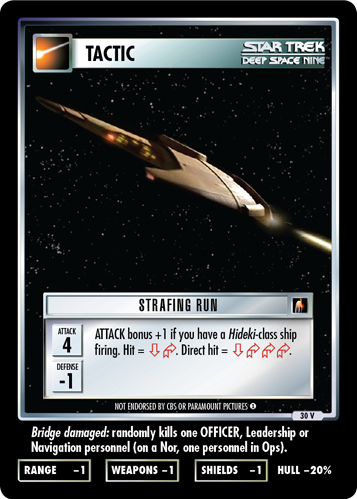 TACTIC
STAR TREK
DEEP SPACE NINE
STRAFING RUN
ATTACK
4
DEFENSE
-1
ATTACK bonus +1 if you have a Hideki-class ship
firing. Hit = . Direct hit = .
NOT ENDORSED BY CBS OR PARAMOUNT PICTURES
30 V
Bridge damaged: randomly kills one OFFICER, Leadership or
Navigation personnel (on a Nor, one personnel in Ops).
RANGE –1 WEAPONS –1 SHIELDS –1 HULL –20%